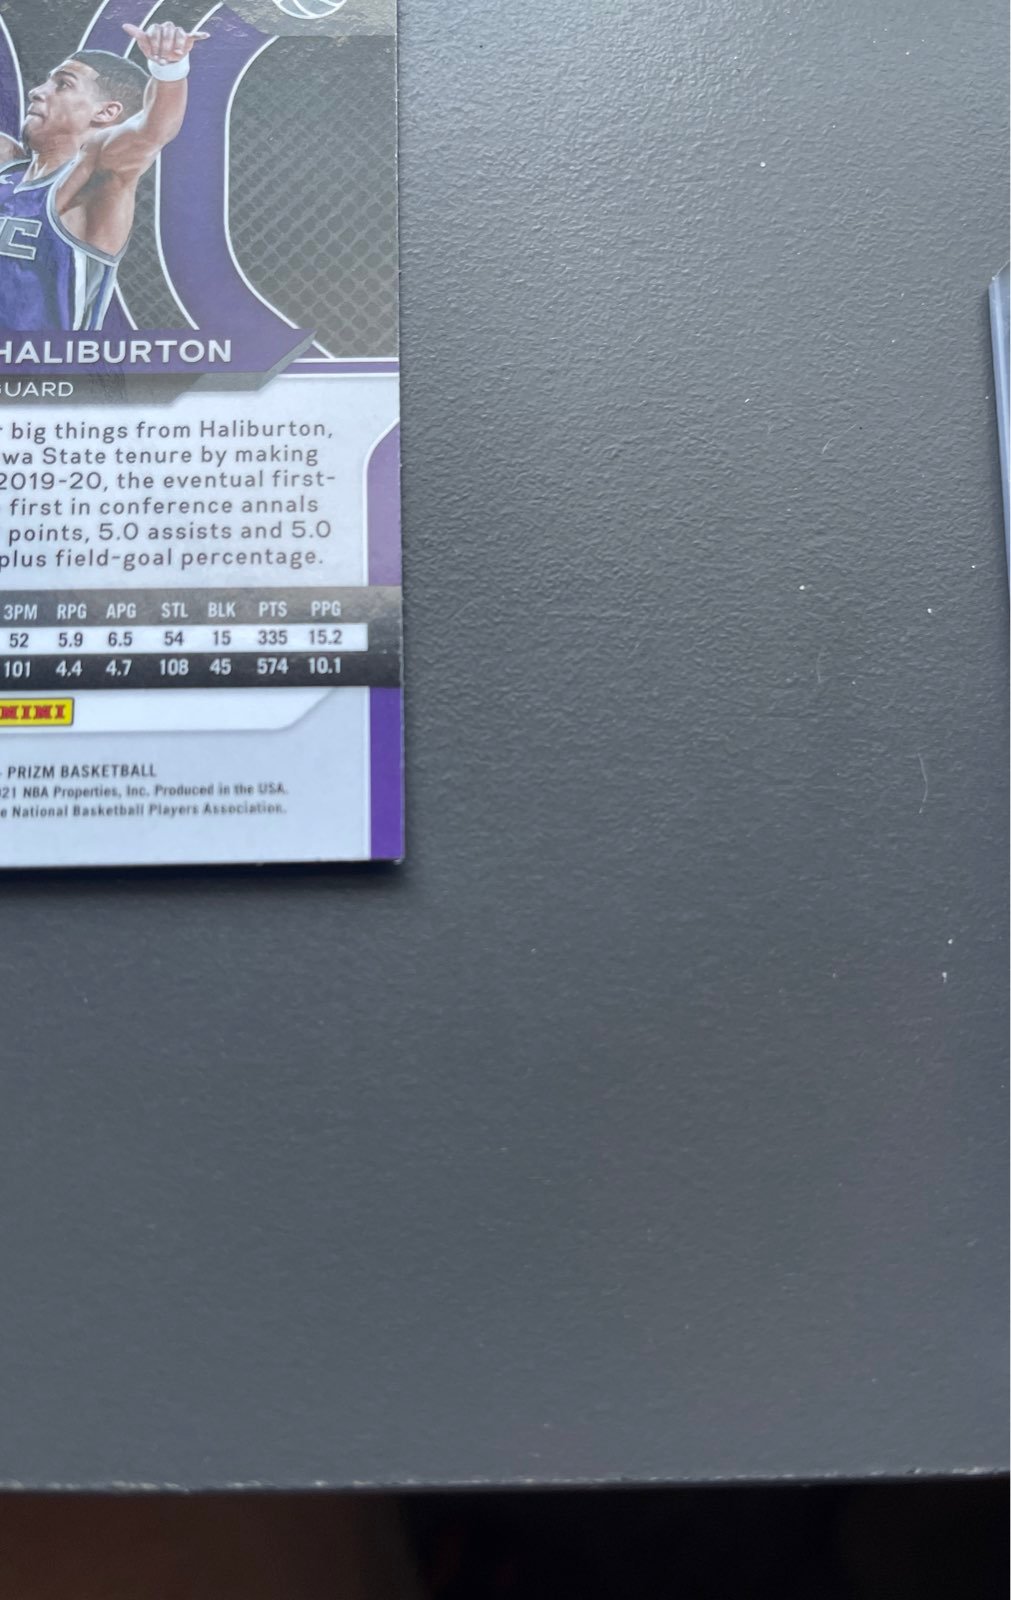 C
HALIBURTON
GUARD
big things from Haliburton,
State tenure by making
2019-20, the eventual first-
first in conference annals
points, 5.0 assists and 5.0
plus field-goal percentage.
3PM RPG APG STL BLK PTS PPG
52 5.9 6.5 54 15 335 15.2
101 4.4 4.7 108 45 574 10.1
PRIZM BASKETBALL
21 NBA Properties, Inc. Produced in the USA.
National Basketball Players Association.